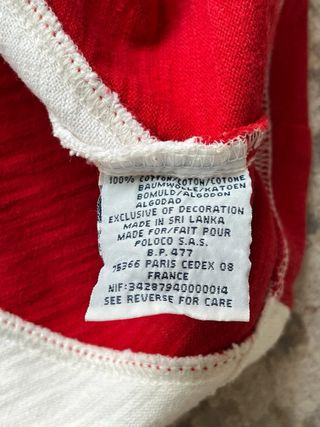 100% COTTON/COTON/COTONE
BAUMWOLLE/KATOEN
BOMULD/ALGODON
ALGODAO
EXCLUSIVE OF DECORATION
MADE IN SRI LANKA
MADE FOR/FAIT POUR
POLOCO S.A.S.
B.P. 477
75366 PARIS CEDEX 08
FRANCE
NIF:34287940000014
SEE REVERSE FOR CARE